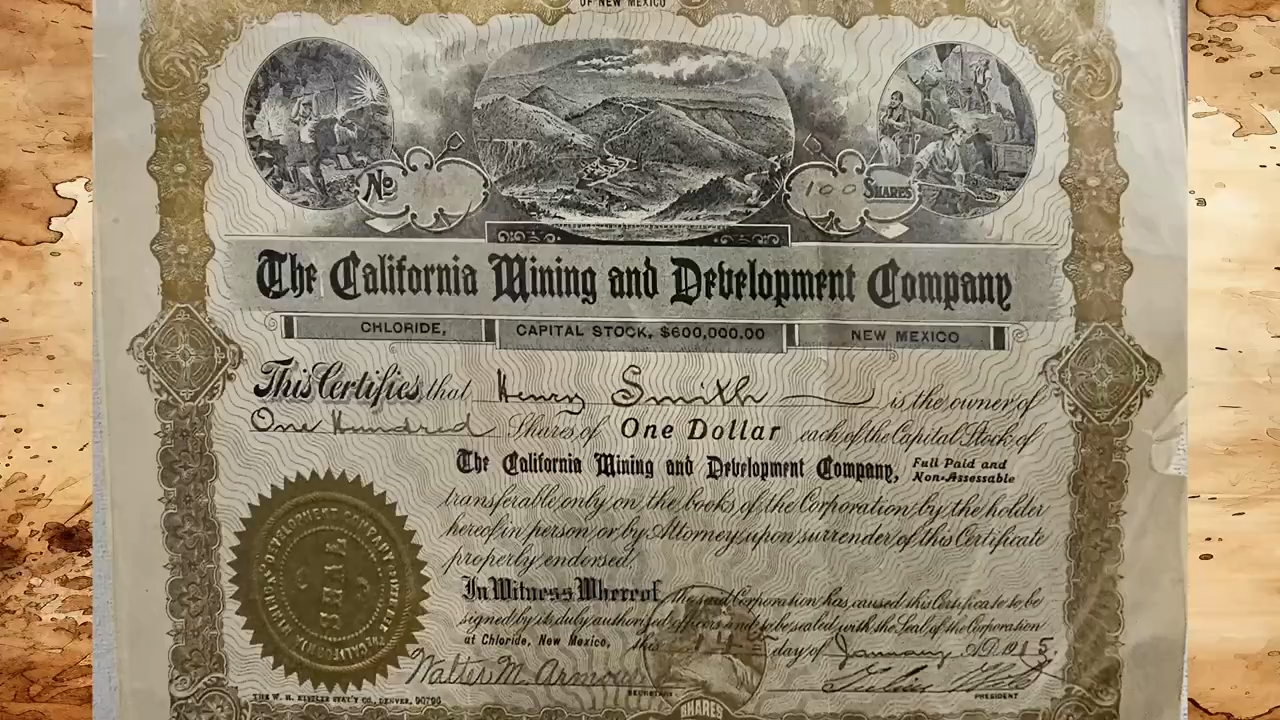 OF NEW MEXICO
No
100 SHARES
The California Mining and Development Company
CHLORIDE, CAPITAL STOCK, $600,000.00 NEW MEXICO
This Certifies that Henry Smith is the owner of
One Hundred Shares of One Dollar each of the Capital Stock of
The California Mining and Development Company, Full Paid and
Non-Assessable
transferable only on the books of the Corporation by the holder
hereof in person or by Attorney upon surrender of this Certificate
properly endorsed.
In Witness Whereof, the said Corporation has caused this Certificate to be
signed by its duly authorized officers and to be sealed with the Seal of the Corporation
at Chloride, New Mexico, this day of January A.D. 1915.
Walter M. Armour
SECRETARY. PRESIDENT
THE W. H. KISTLER STAT'Y CO., DENVER, 90796
SHARES